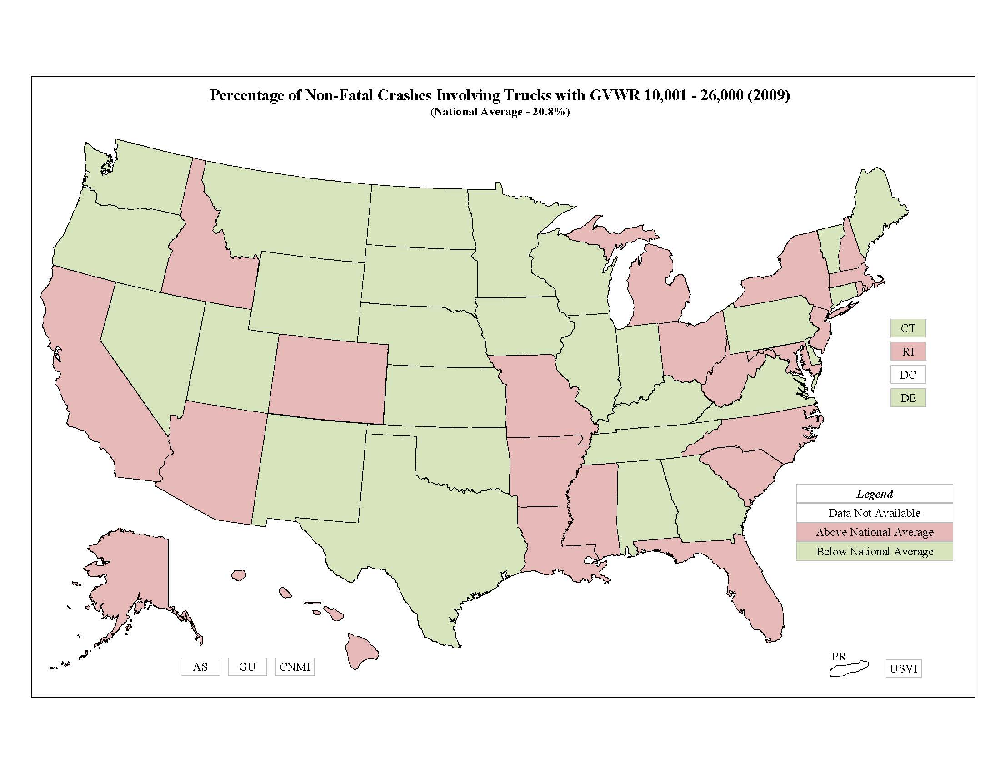 Percentage of Non-Fatal Crashes Involving Trucks with GVWR 10,001 - 26,000 (2009)
(National Average - 20.8%)
CT
RI
DC
DE
Legend
Data Not Available
Above National Average
Below National Average
AS
GU
CNMI
PR
USVI